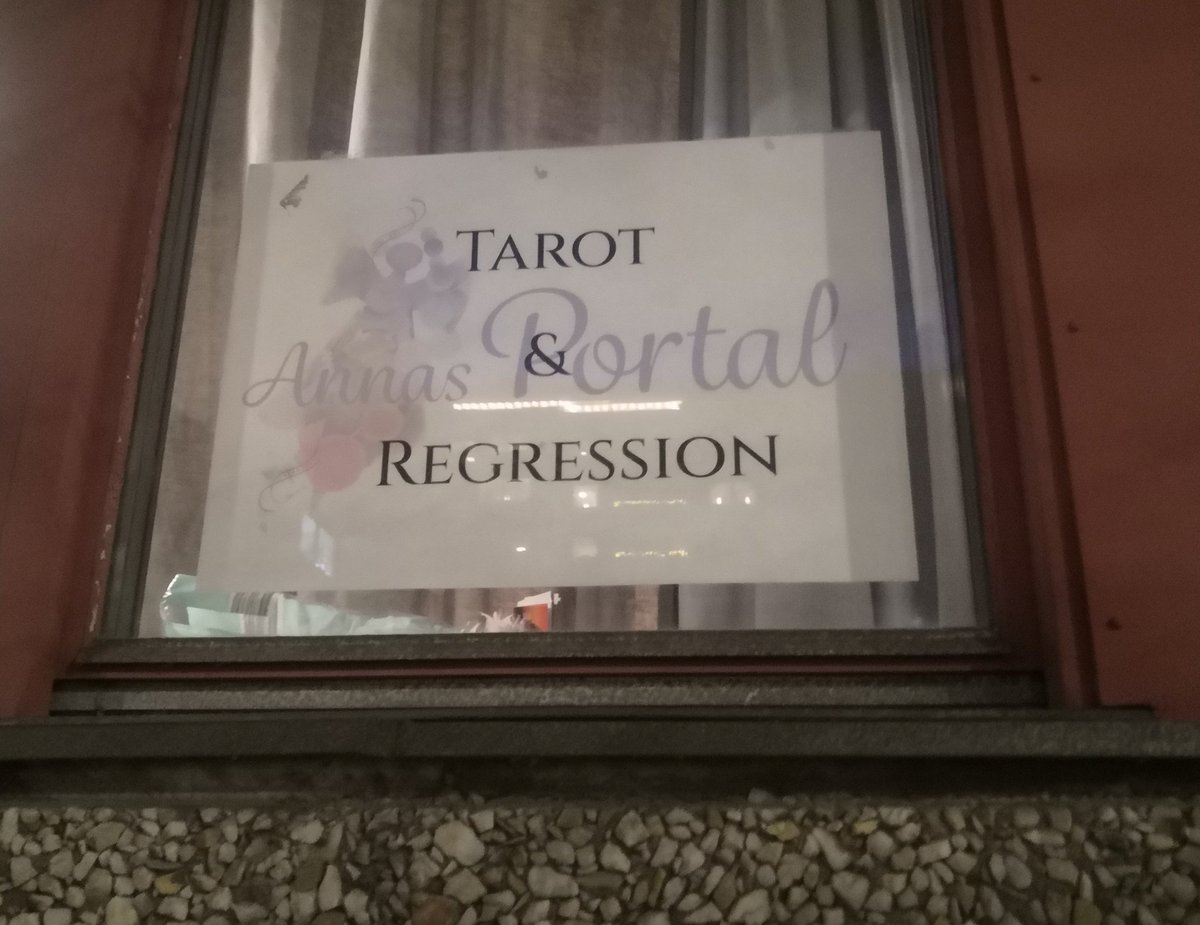 TAROT
Annas Portal
&
REGRESSION